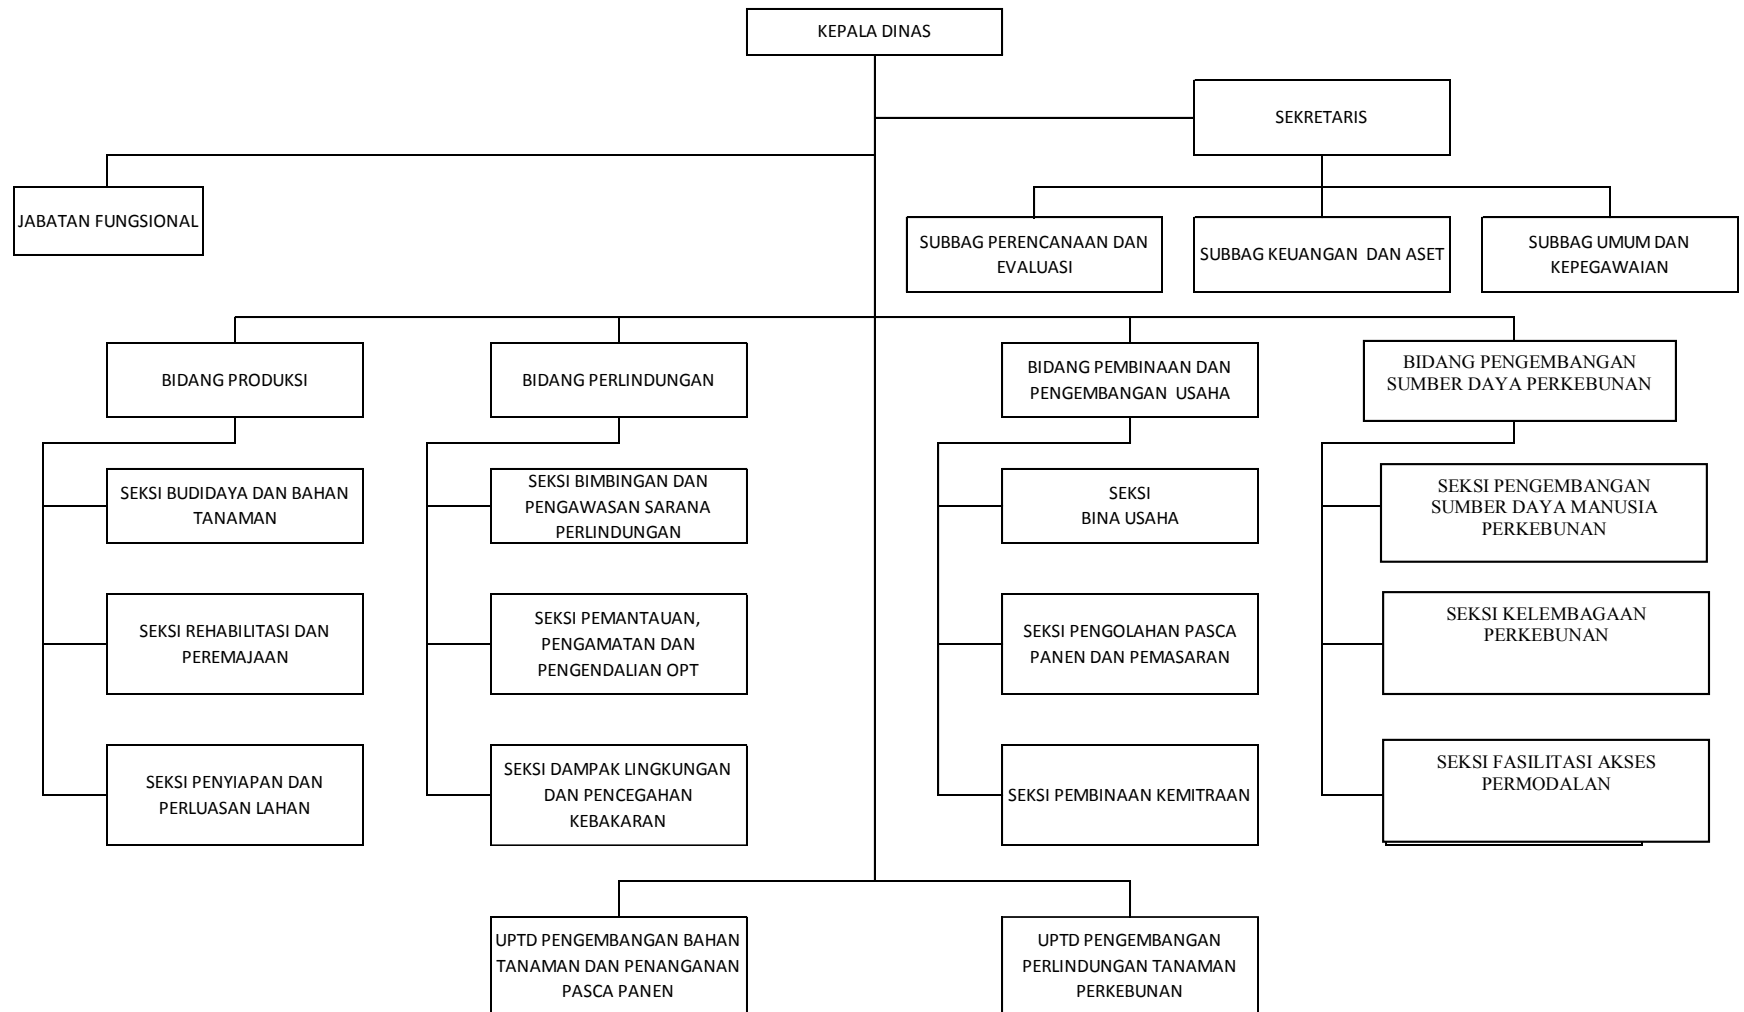 KEPALA DINAS
SEKRETARIS
JABATAN FUNGSIONAL
SUBBAG PERENCANAAN DAN
EVALUASI
SUBBAG KEUANGAN  DAN ASET
SUBBAG UMUM DAN
KEPEGAWAIAN
BIDANG PRODUKSI
BIDANG PERLINDUNGAN
BIDANG PEMBINAAN DAN
PENGEMBANGAN  USAHA
BIDANG PENGEMBANGAN
SUMBER DAYA PERKEBUNAN
SEKSI BUDIDAYA DAN BAHAN
TANAMAN
SEKSI BIMBINGAN DAN
PENGAWASAN SARANA
PERLINDUNGAN
SEKSI
BINA USAHA
SEKSI PENGEMBANGAN
SUMBER DAYA MANUSIA
PERKEBUNAN
SEKSI REHABILITASI DAN
PEREMAJAAN
SEKSI PEMANTAUAN,
PENGAMATAN DAN
PENGENDALIAN OPT
SEKSI PENGOLAHAN PASCA
PANEN DAN PEMASARAN
SEKSI KELEMBAGAAN
PERKEBUNAN
SEKSI PENYIAPAN DAN
PERLUASAN LAHAN
SEKSI DAMPAK LINGKUNGAN
DAN PENCEGAHAN
KEBAKARAN
SEKSI PEMBINAAN KEMITRAAN
SEKSI FASILITASI AKSES
PERMODALAN
UPTD PENGEMBANGAN BAHAN
TANAMAN DAN PENANGANAN
PASCA PANEN
UPTD PENGEMBANGAN
PERLINDUNGAN TANAMAN
PERKEBUNAN